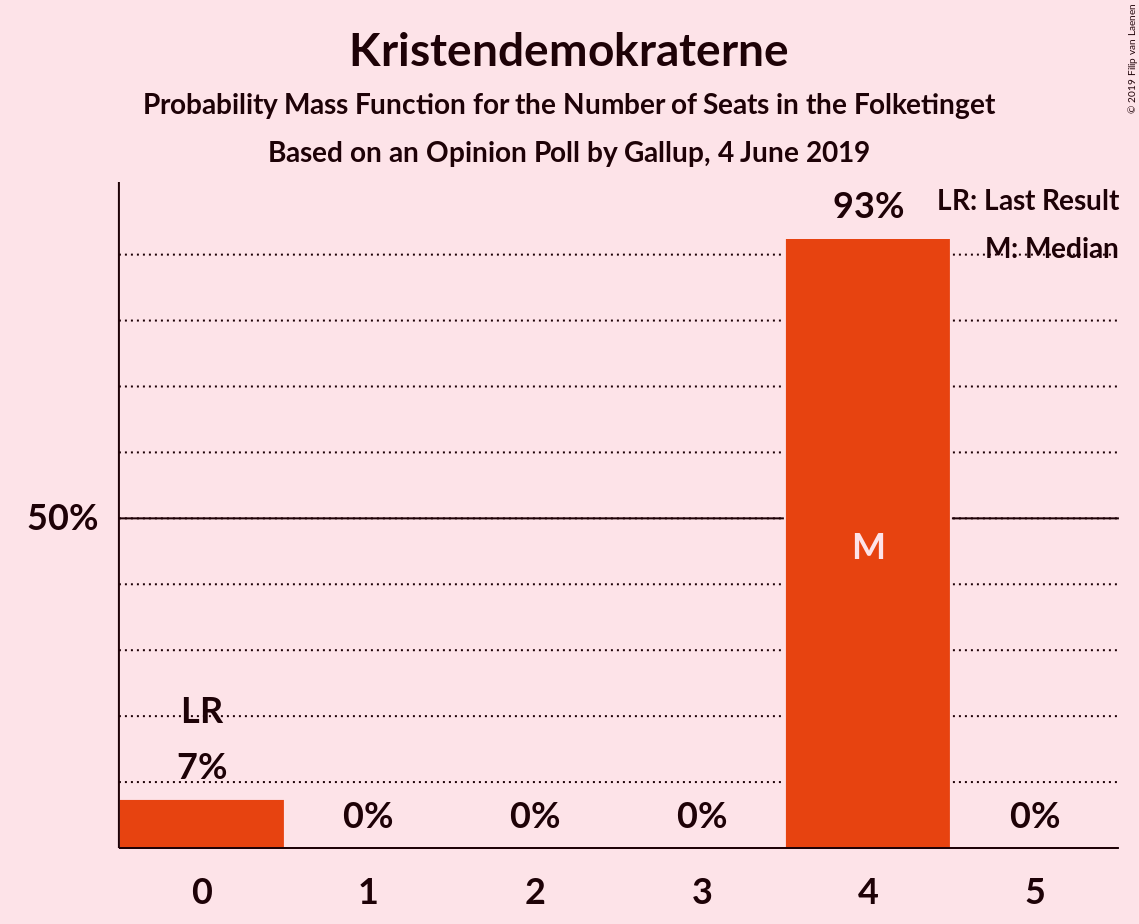 Kristendemokraterne
Probability Mass Function for the Number of Seats in the Folketinget
Based on an Opinion Poll by Gallup, 4 June 2019
© 2019 Filip van Laenen
LR: Last Result
M: Median
93%
50%
M
LR
7%
0%
0%
0%
0%
0 1 2 3 4 5